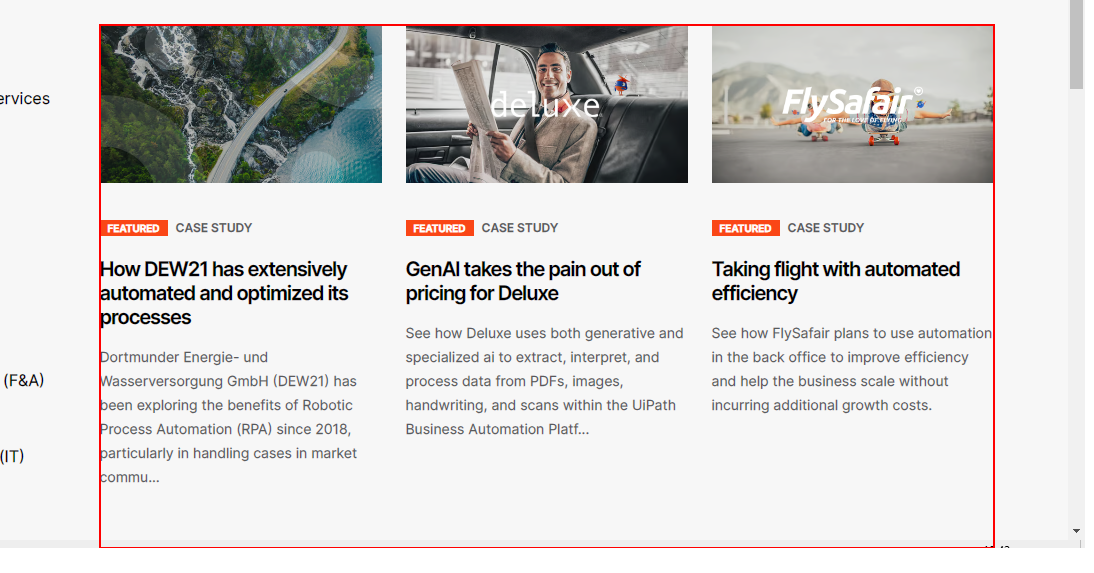 ervices
(F&A)
(IT)
deluxe
FlySafair®
FOR THE LOVE OF FLYING
FEATURED CASE STUDY
How DEW21 has extensively
automated and optimized its
processes
Dortmunder Energie- und
Wasserversorgung GmbH (DEW21) has
been exploring the benefits of Robotic
Process Automation (RPA) since 2018,
particularly in handling cases in market
commu...
FEATURED CASE STUDY
GenAI takes the pain out of
pricing for Deluxe
See how Deluxe uses both generative and
specialized ai to extract, interpret, and
process data from PDFs, images,
handwriting, and scans within the UiPath
Business Automation Platf...
FEATURED CASE STUDY
Taking flight with automated
efficiency
See how FlySafair plans to use automation
in the back office to improve efficiency
and help the business scale without
incurring additional growth costs.